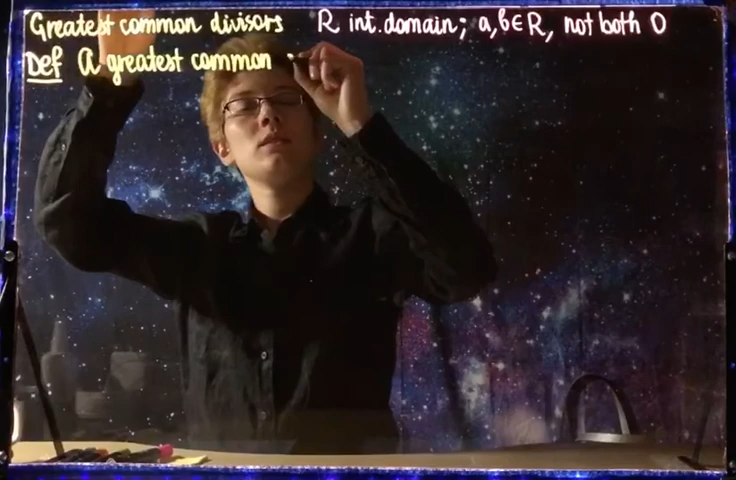 Greatest common divisors R int. domain; a, b ∈ R, not both 0
Def A greatest common